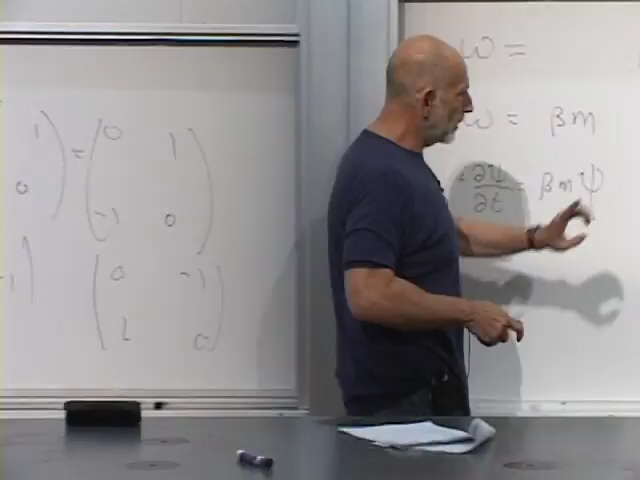 1 ) = ( 0 1
0 ) -1 0 )
( 0 -1
-1 ) 1 0 )
ω =
ω = βm
∂ψ/∂t = βmψ